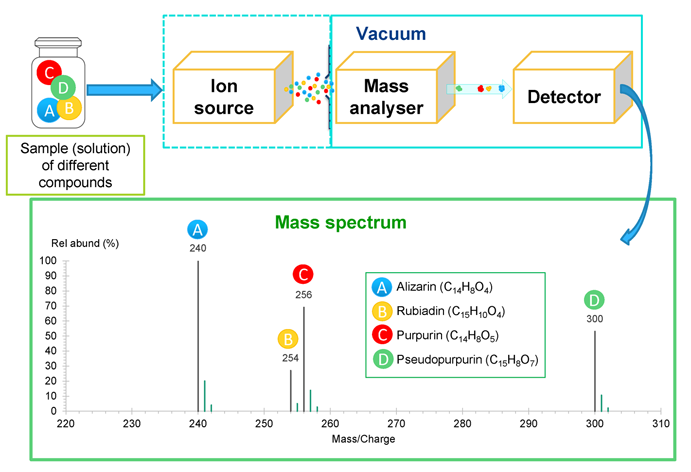 Vacuum
C
D
A
B
Ion
source
Mass
analyser
Detector
Sample (solution)
of different
compounds
Mass spectrum
Rel abund (%)
A
240
C
256
B
254
D
300
A Alizarin (C₁₄H₈O₄)
B Rubiadin (C₁₅H₁₀O₄)
C Purpurin (C₁₄H₈O₅)
D Pseudopurpurin (C₁₅H₈O₇)
100
90
80
70
60
50
40
30
20
10
0
220 230 240 250 260 270 280 290 300 310
Mass/Charge